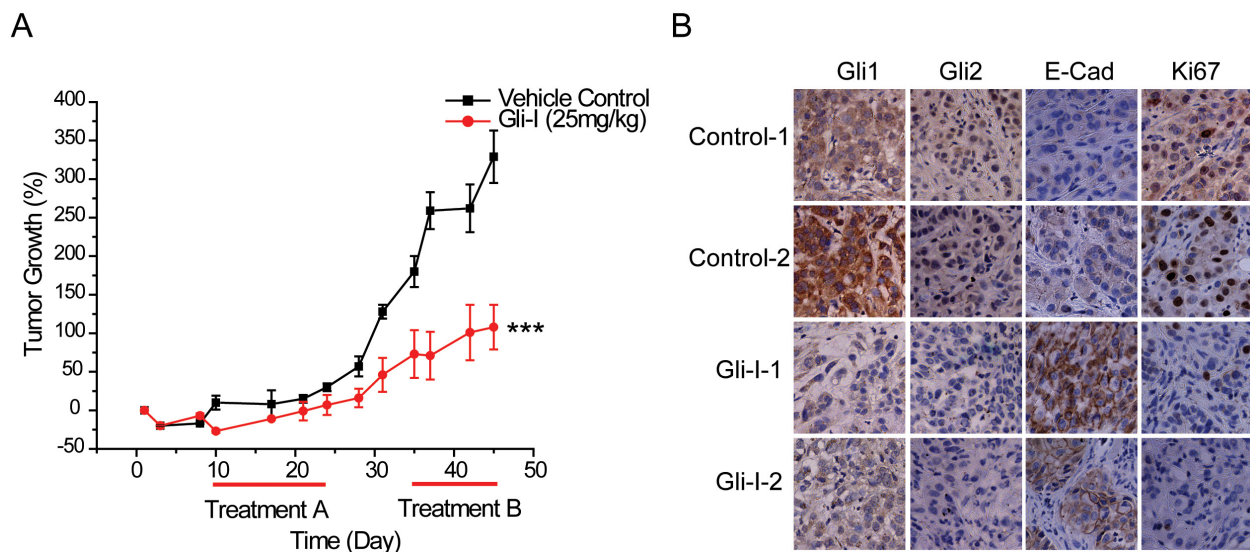 A
Tumor Growth (%)
400
350
300
250
200
150
100
50
0
-50
Vehicle Control
Gli-I (25mg/kg)
***
0 10 20 30 40 50
Treatment A Treatment B
Time (Day)
B
Gli1 Gli2 E-Cad Ki67
Control-1
Control-2
Gli-I-1
Gli-I-2